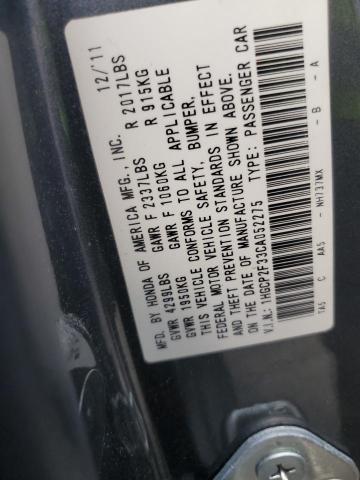 MFD. BY HONDA OF AMERICA MFG., INC. 12/11
GVWR 4299LBS GAWR F 2337LBS R 2017LBS
GVWR 1950KG GAWR F 1060KG R 915KG
THIS VEHICLE CONFORMS TO ALL APPLICABLE
FEDERAL MOTOR VEHICLE SAFETY, BUMPER,
AND THEFT PREVENTION STANDARDS IN EFFECT
ON THE DATE OF MANUFACTURE SHOWN ABOVE.
V.I.N.: 1HGCP2F33CA052275 TYPE: PASSENGER CAR
TA5 C AA5 - NH737MX - B - A